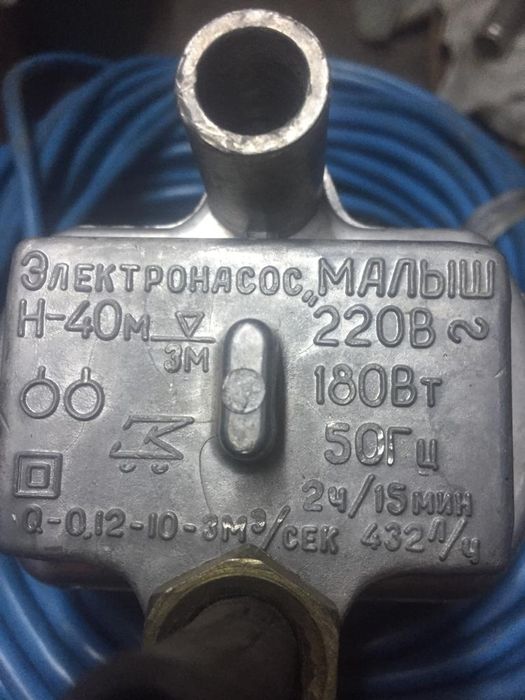 Электронасос „МАЛЫШ
Н-40м 220В ~
3М
180Вт
50Гц
2ч/15мин
Q-0,12-10-3М³/СЕК 432Л/Ч